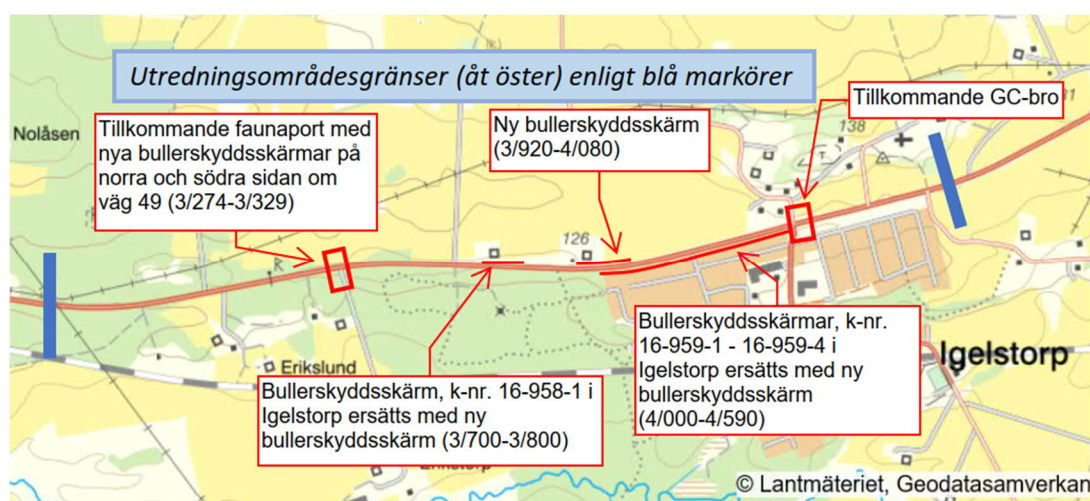 Utredningsområdesgränser (åt öster) enligt blå markörer
Tillkommande GC-bro
Nolåsen
Tillkommande faunaport med
nya bullerskyddsskärmar på
norra och södra sidan om
väg 49 (3/274-3/329)
Ny bullerskyddsskärm
(3/920-4/080)
138
126
Erikslund
Bullerskyddsskärm, k-nr. 16-958-1 i
Igelstorp ersätts med ny
bullerskyddsskärm (3/700-3/800)
Bullerskyddsskärmar, k-nr.
16-959-1 - 16-959-4 i
Igelstorp ersätts med ny
bullerskyddsskärm
(4/000-4/590)
Igelstorp
© Lantmäteriet, Geodatasamverkan